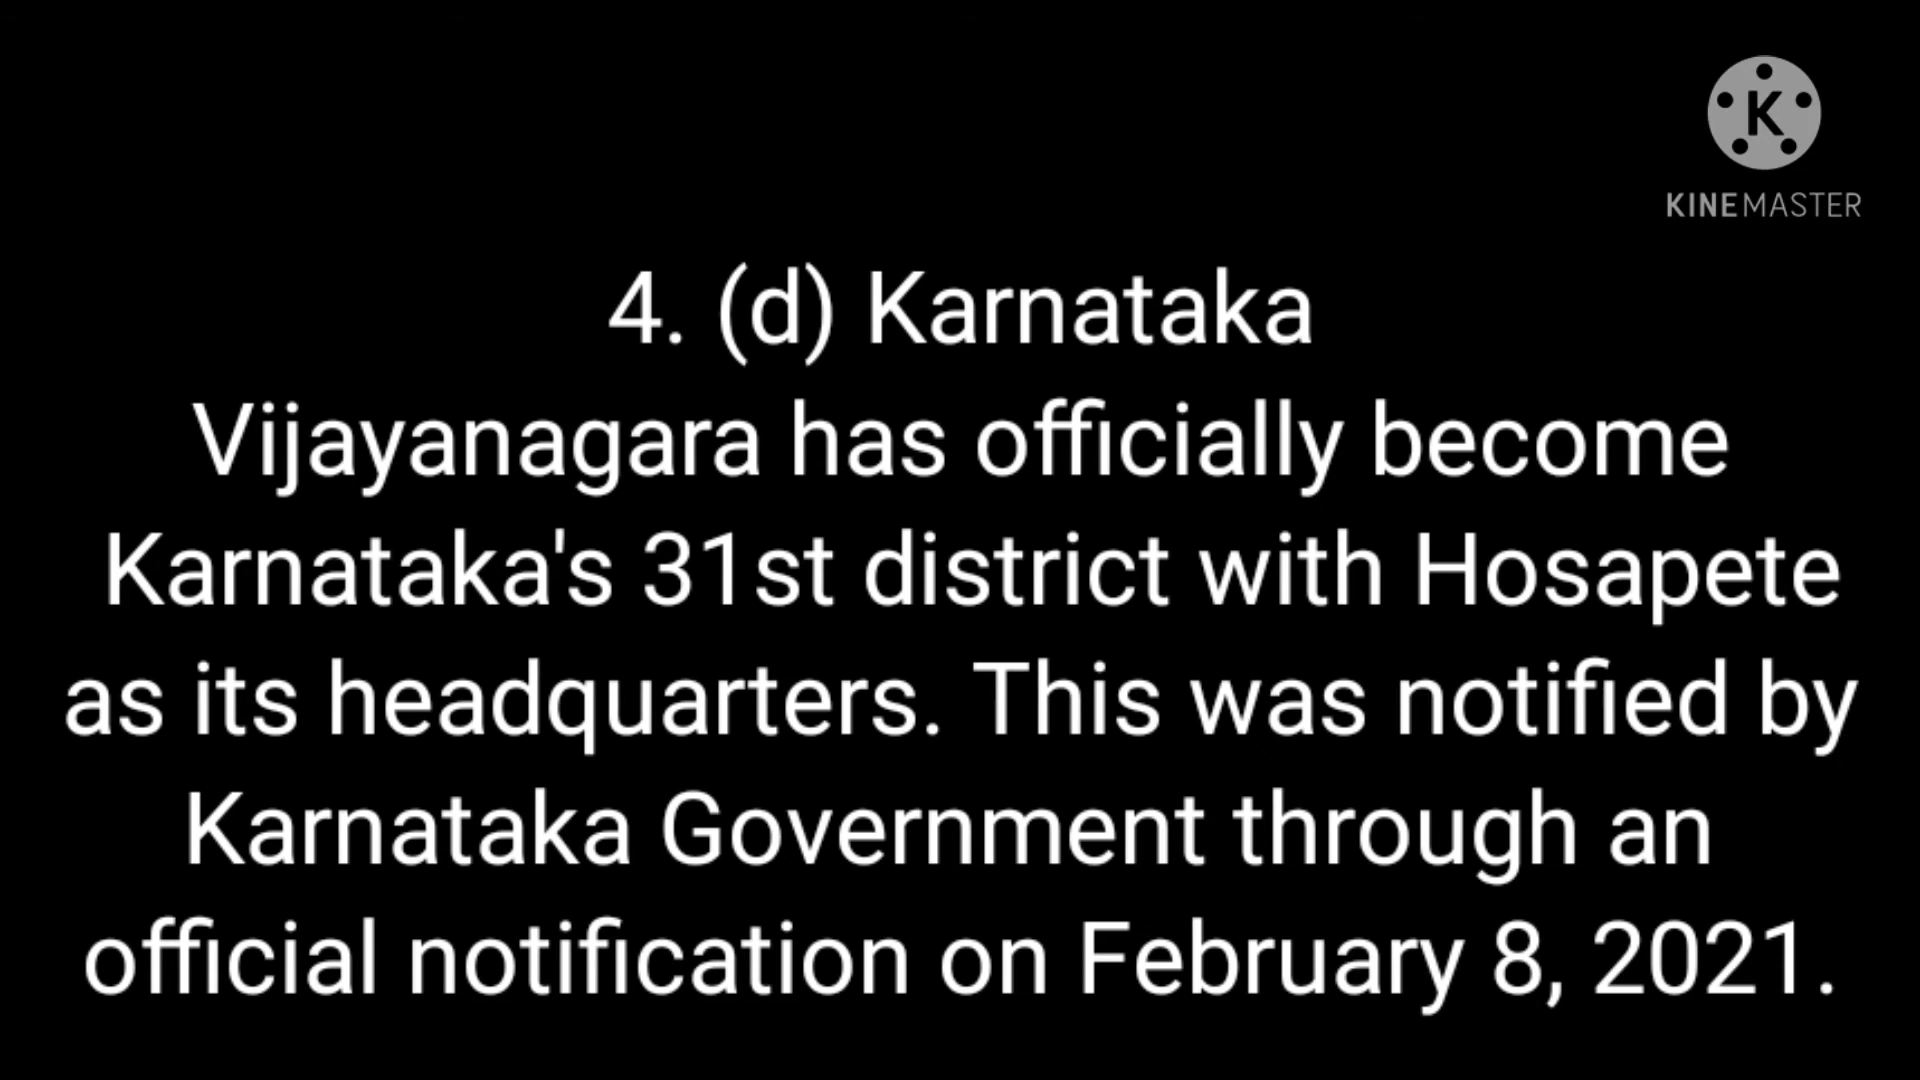 K
KINEMASTER
4. (d) Karnataka
Vijayanagara has officially become
Karnataka's 31st district with Hosapete
as its headquarters. This was notified by
Karnataka Government through an
official notification on February 8, 2021.